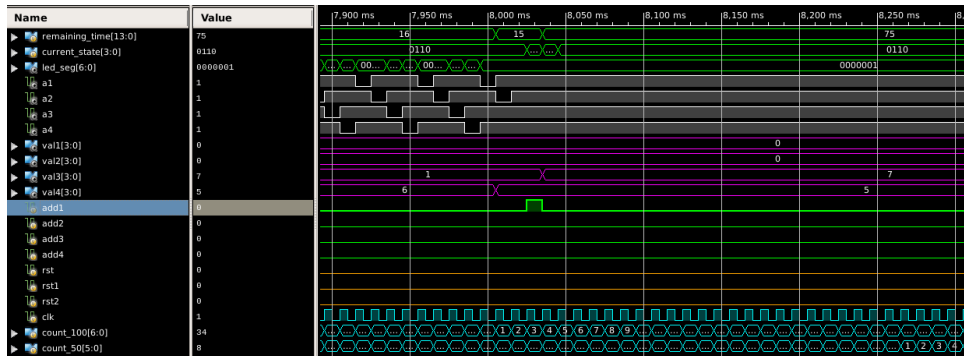 Name Value 7,900 ms 7,950 ms 8,000 ms 8,050 ms 8,100 ms 8,150 ms 8,200 ms 8,250 ms 8,
remaining_time[13:0] 75 16 15 75
current_state[3:0] 0110 0110 ... ... 0110
led_seg[6:0] 0000001 ... ... 00... ... ... 00... ... ... 0000001
a1 1
a2 1
a3 1
a4 1
val1[3:0] 0 0
val2[3:0] 0 0
val3[3:0] 7 1 7
val4[3:0] 5 6 5
add1 0
add2 0
add3 0
add4 0
rst 0
rst1 0
rst2 0
clk 1
count_100[6:0] 34 1 2 3 4 5 6 7 8 9
count_50[5:0] 8 1 2 3 4